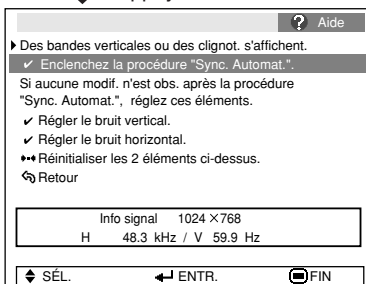 ? Aide
Des bandes verticales ou des clignot. s'affichent.
✔ Enclenchez la procédure "Sync. Automat.".
Si aucune modif. n'est obs. après la procédure
"Sync. Automat.", réglez ces éléments.
✔ Régler le bruit vertical.
✔ Régler le bruit horizontal.
Réinitialiser les 2 éléments ci-dessus.
Retour
Info signal 1024 ×768
H 48.3 kHz / V 59.9 Hz
SÉL. ENTR. FIN